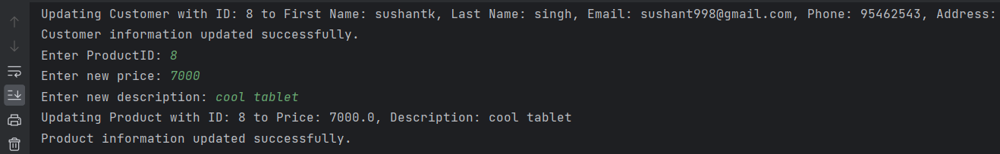 Updating Customer with ID: 8 to First Name: sushantk, Last Name: singh, Email: sushant998@gmail.com, Phone: 95462543, Address:
Customer information updated successfully.
Enter ProductID: 8
Enter new price: 7000
Enter new description: cool tablet
Updating Product with ID: 8 to Price: 7000.0, Description: cool tablet
Product information updated successfully.